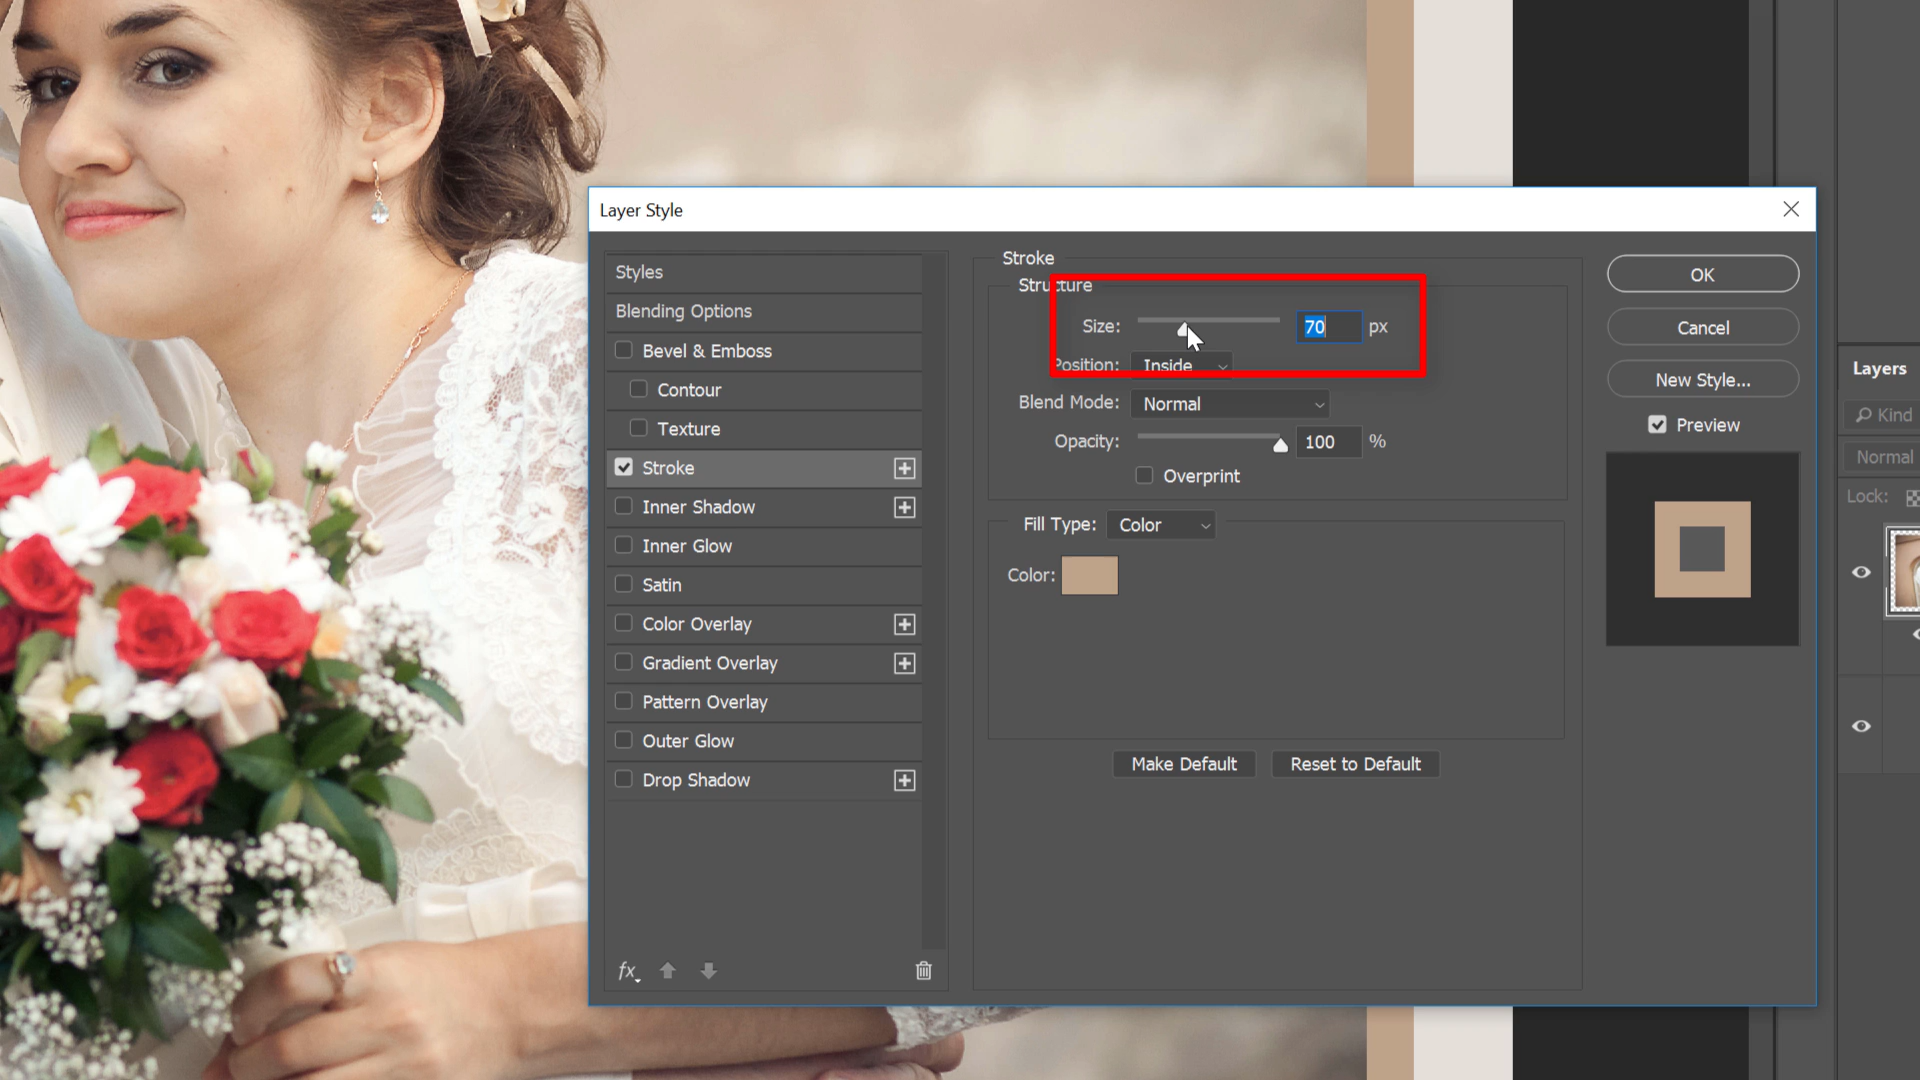 Layer Style
Styles
Blending Options
Bevel & Emboss
Contour
Texture
Stroke
Inner Shadow
Inner Glow
Satin
Color Overlay
Gradient Overlay
Pattern Overlay
Outer Glow
Drop Shadow
fx
Stroke
Structure
Size: 70 px
Position: Inside
Blend Mode: Normal
Opacity: 100 %
Overprint
Fill Type: Color
Color:
Make Default Reset to Default
OK
Cancel
New Style...
Preview
Layers
Kind
Normal
Lock: